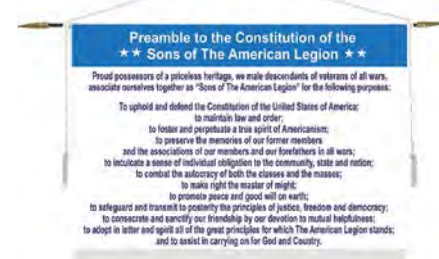 Preamble to the Constitution of the
★★ Sons of The American Legion ★★
Proud possessors of a priceless heritage, we male descendants of veterans of all wars,
associate ourselves together as "Sons of The American Legion" for the following purposes:
To uphold and defend the Constitution of the United States of America;
to maintain law and order;
to foster and perpetuate a true spirit of Americanism;
to preserve the memories of our former members
and the associations of our members and our forefathers in all wars;
to inculcate a sense of individual obligation to the community, state and nation;
to combat the autocracy of both the classes and the masses;
to make right the master of might;
to promote peace and good will on earth;
to safeguard and transmit to posterity the principles of justice, freedom and democracy;
to consecrate and sanctify our friendship by our devotion to mutual helpfulness;
to adopt in letter and spirit all of the great principles for which The American Legion stands;
and to assist in carrying on for God and Country.